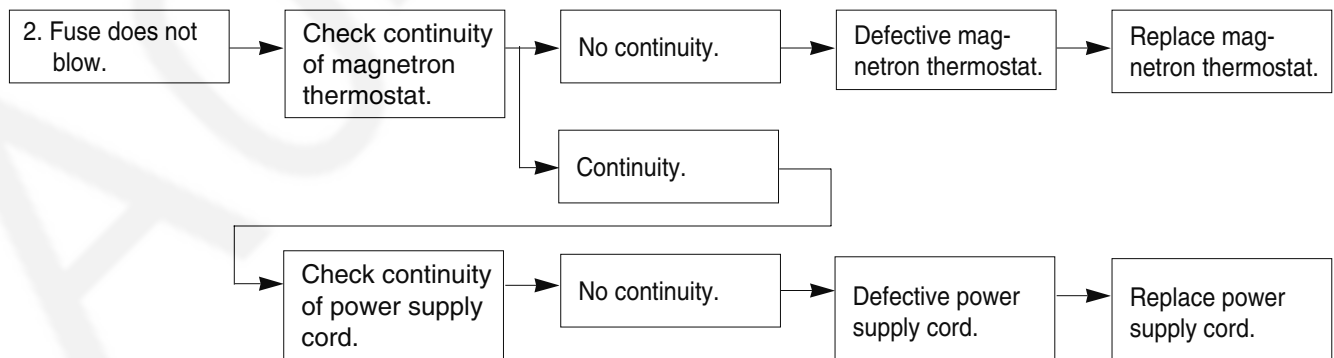 2. Fuse does not
blow.
Check continuity
of magnetron
thermostat.
No continuity.
Defective mag-
netron thermostat.
Replace mag-
netron thermostat.
Continuity.
Check continuity
of power supply
cord.
No continuity.
Defective power
supply cord.
Replace power
supply cord.